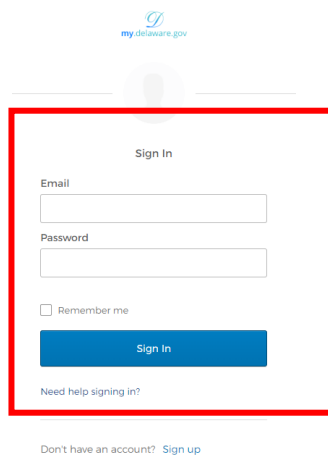 my.delaware.gov
Sign In
Email
Password
Remember me
Sign In
Need help signing in?
Don't have an account? Sign up